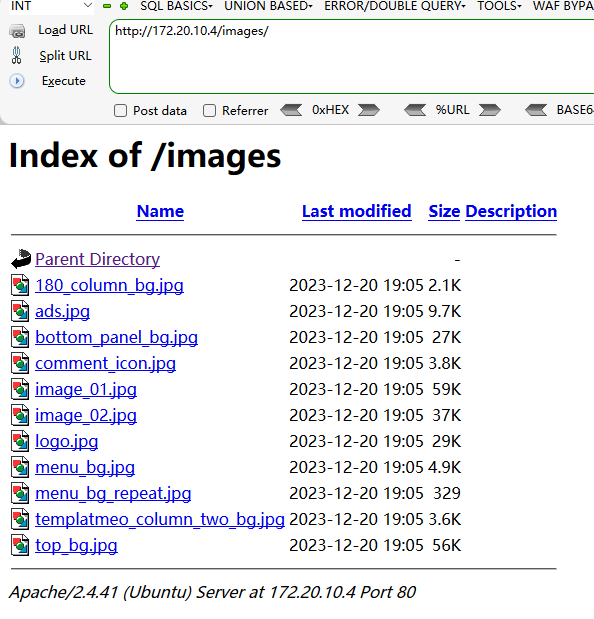 INT SQL BASICS UNION BASED ERROR/DOUBLE QUERY TOOLS WAF BYPA
Load URL http://172.20.10.4/images/
Split URL
Execute
Post data Referrer 0xHEX %URL BASE6
Index of /images
Name Last modified Size Description
Parent Directory -
180_column_bg.jpg 2023-12-20 19:05 2.1K
ads.jpg 2023-12-20 19:05 9.7K
bottom_panel_bg.jpg 2023-12-20 19:05 27K
comment_icon.jpg 2023-12-20 19:05 3.8K
image_01.jpg 2023-12-20 19:05 59K
image_02.jpg 2023-12-20 19:05 37K
logo.jpg 2023-12-20 19:05 29K
menu_bg.jpg 2023-12-20 19:05 4.9K
menu_bg_repeat.jpg 2023-12-20 19:05 329
templatmeo_column_two_bg.jpg 2023-12-20 19:05 3.6K
top_bg.jpg 2023-12-20 19:05 56K
Apache/2.4.41 (Ubuntu) Server at 172.20.10.4 Port 80